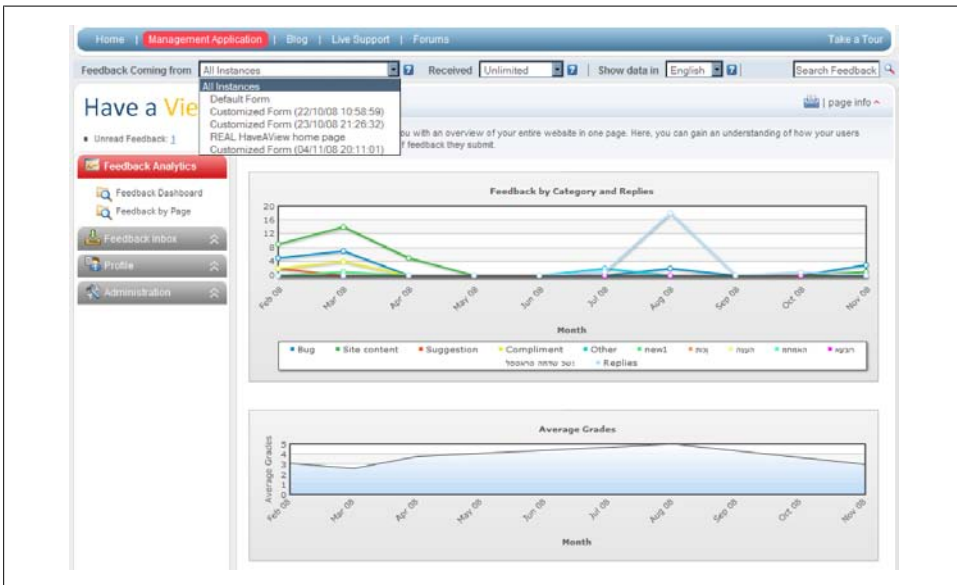 Home | Management Application | Blog | Live Support | Forums Take a Tour
Feedback Coming from All Instances Received Unlimited Show data in English Search Feedback
All Instances
Default Form
Customized Form (22/10/08 10:58:59)
Customized Form (23/10/08 21:26:32)
REAL HaveAView home page
Customized Form (04/11/08 20:11:01)
Have a Vie
| page info
Unread Feedback: 1
you with an overview of your entire website in one page. Here, you can gain an understanding of how your users
feedback they submit.
Feedback Analytics
Feedback Dashboard
Feedback by Page
Feedback inbox
Profile
Administration
Feedback by Category and Replies
20
16
12
8
4
0
Feb 08 Mar 08 Apr 08 May 08 Jun 08 Jul 08 Aug 08 Sep 08 Oct 08 Nov 08
Month
Bug Site content Suggestion Compliment Other new1
Replies
Average Grades
Average Grades
5
4
3
2
1
0
Feb 08 Mar 08 Apr 08 May 08 Jun 08 Jul 08 Aug 08 Sep 08 Oct 08 Nov 08
Month